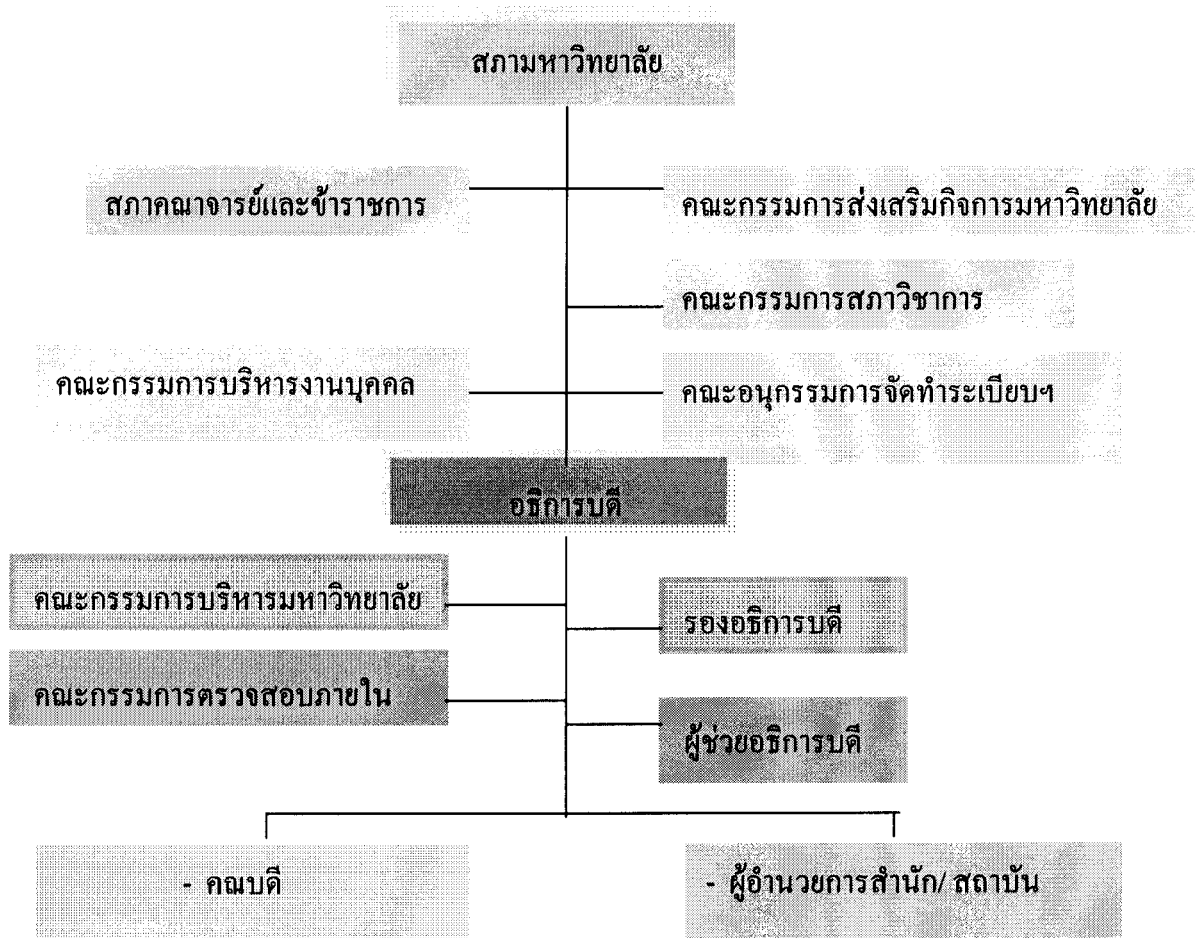 สภามหาวิทยาลัย
สภาคณาจารย์และข้าราชการ
คณะกรรมการส่งเสริมกิจการมหาวิทยาลัย
คณะกรรมการสภาวิชาการ
คณะกรรมการบริหารงานบุคคล
คณะอนุกรรมการจัดทำระเบียบฯ
อธิการบดี
คณะกรรมการบริหารมหาวิทยาลัย
รองอธิการบดี
คณะกรรมการตรวจสอบภายใน
ผู้ช่วยอธิการบดี
- คณบดี
- ผู้อำนวยการสำนัก/ สถาบัน